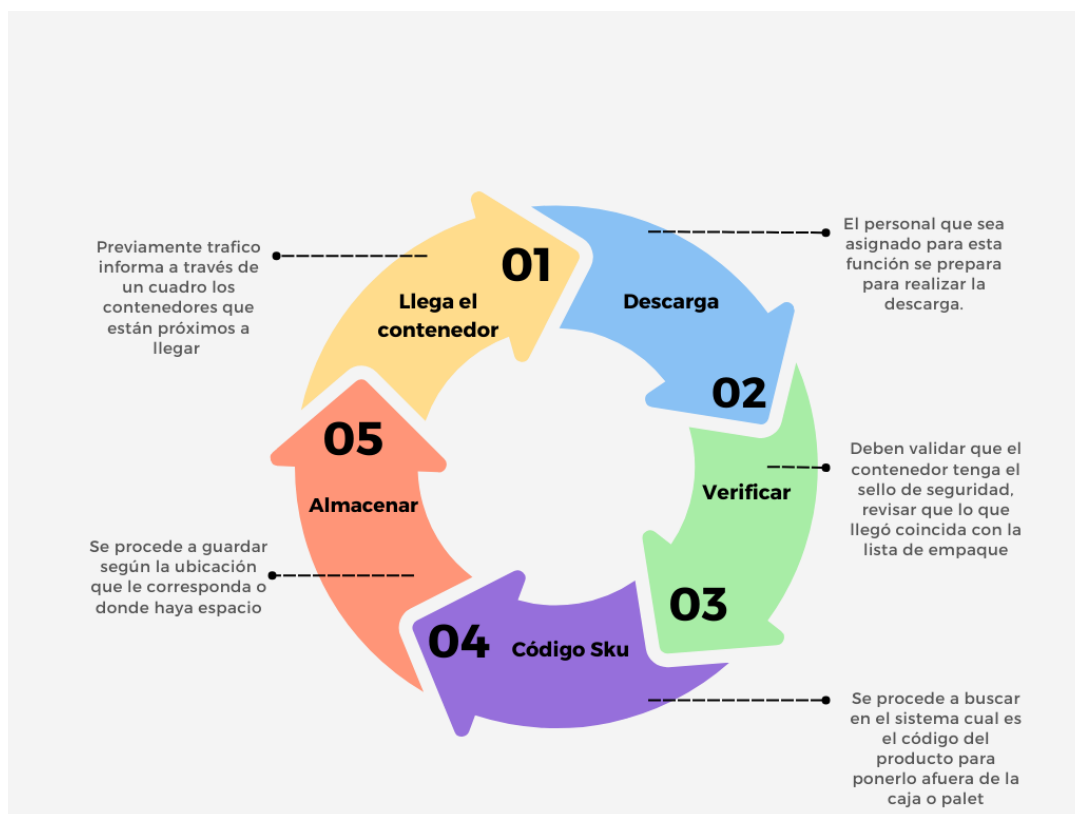 Previamente trafico
informa a través de
un cuadro los
contenedores que
están próximos a
llegar
01
Llega el
contenedor
El personal que sea
asignado para esta
función se prepara
para realizar la
descarga.
Descarga
02
Deben validar que el
contenedor tenga el
sello de seguridad,
revisar que lo que
llegó coincida con la
lista de empaque
Verificar
03
Se procede a buscar
en el sistema cual es
el código del
producto para
ponerlo afuera de la
caja o palet
04
Código Sku
05
Almacenar
Se procede a guardar
según la ubicación
que le corresponda o
donde haya espacio